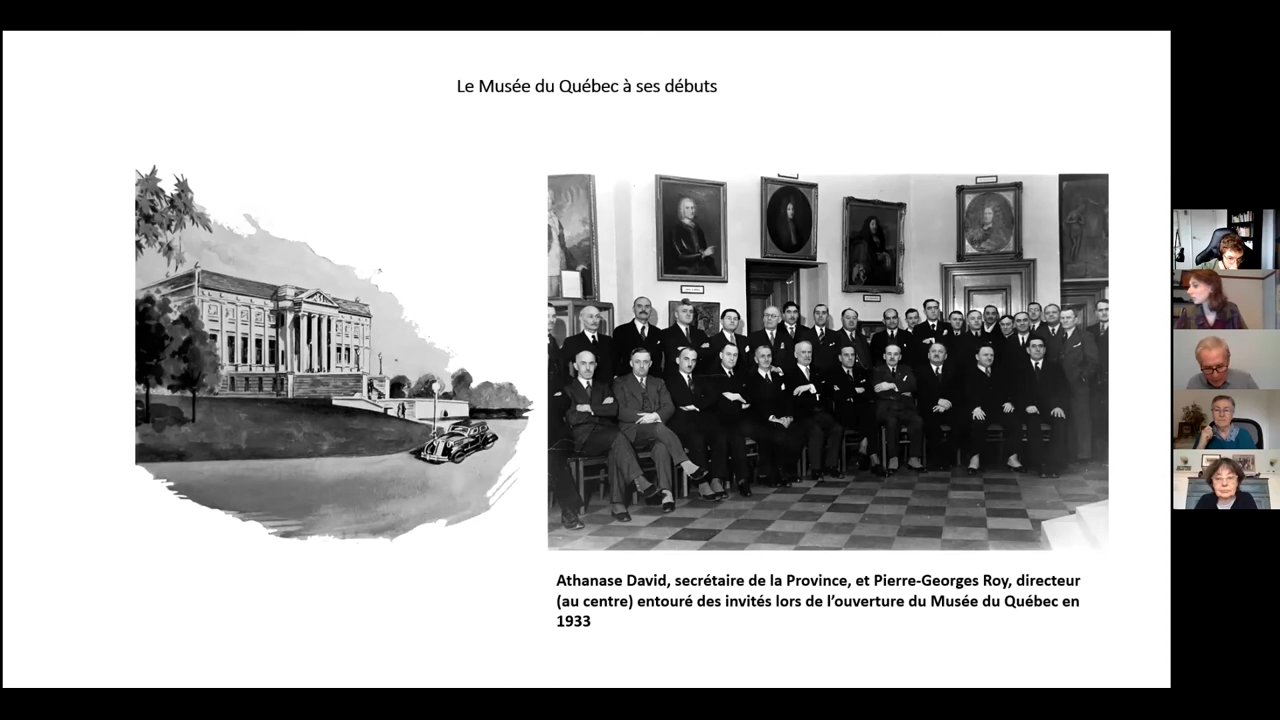 Le Musée du Québec à ses débuts
Athanase David, secrétaire de la Province, et Pierre-Georges Roy, directeur
(au centre) entouré des invités lors de l’ouverture du Musée du Québec en
1933